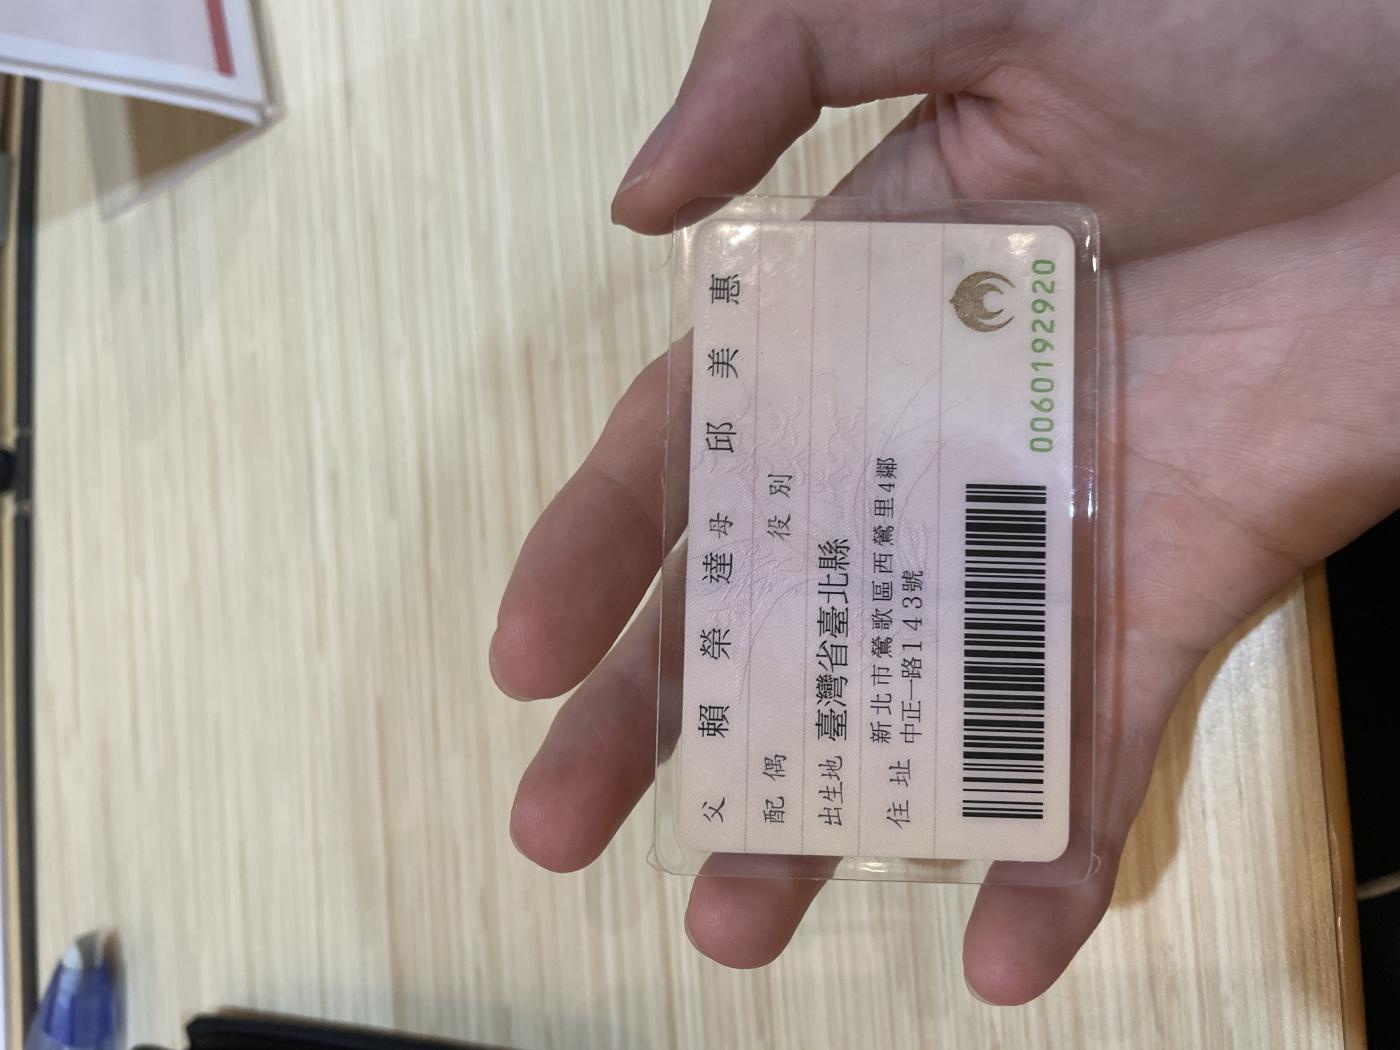 父 賴榮達 母 邱美惠
配偶 役別
出生地 臺灣省臺北縣
住址 新北市鶯歌區西鶯里4鄰
中正一路143號
0060192920